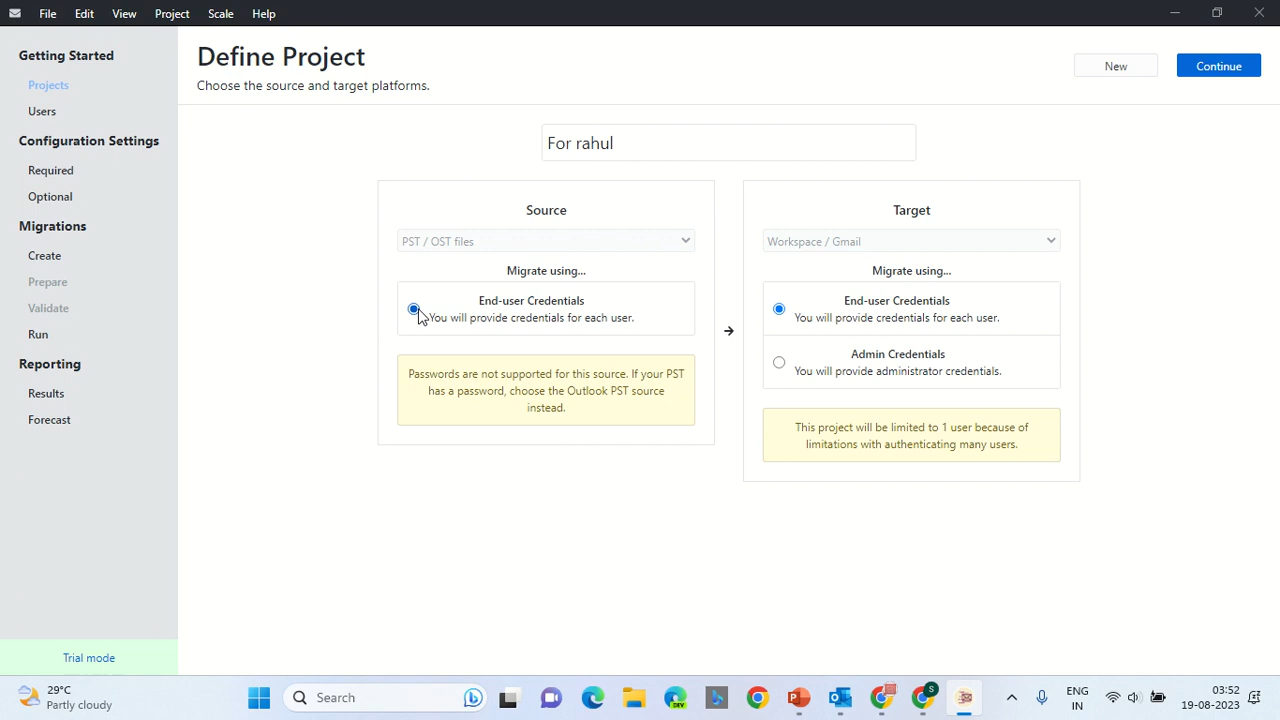 File Edit View Project Scale Help
Getting Started
Projects
Users
Configuration Settings
Required
Optional
Migrations
Create
Prepare
Validate
Run
Reporting
Results
Forecast
Trial mode
Define Project
Choose the source and target platforms.
New
Continue
For rahul
Source
PST / OST files
Migrate using...
End-user Credentials
You will provide credentials for each user.
Passwords are not supported for this source. If your PST
has a password, choose the Outlook PST source
instead.
Target
Workspace / Gmail
Migrate using...
End-user Credentials
You will provide credentials for each user.
Admin Credentials
You will provide administrator credentials.
This project will be limited to 1 user because of
limitations with authenticating many users.
29°C
Partly cloudy
Search
DEV
S
ENG
IN
03:52
19-08-2023